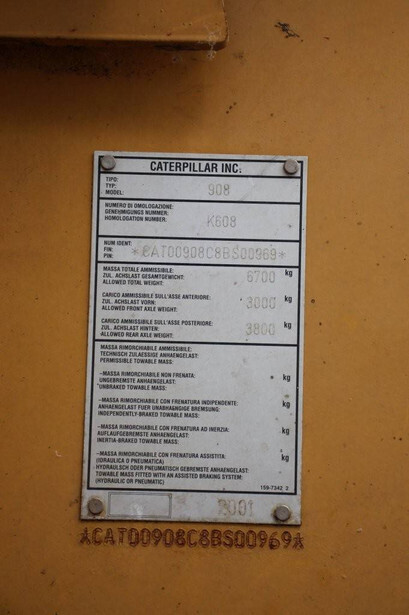 CATERPILLAR INC.
TIPO:
TYP:
MODEL: 908
NUMERO DI OMOLOGAZIONE:
GENEHMIGUNGS NUMMER:
HOMOLOGATION NUMBER: K608
NUM IDENT:
FIN:
PIN: *CAT00908C8BS00969*
MASSA TOTALE AMMISSIBILE:
ZUL. ACHSLAST GESAMTGEWICHT: 6700 kg
ALLOWED TOTAL WEIGHT:
CARICO AMMISSIBILE SULL'ASSE ANTERIORE:
ZUL. ACHSLAST VORN: 3000 kg
ALLOWED FRONT AXLE WEIGHT:
CARICO AMMISSIBILE SULL'ASSE POSTERIORE:
ZUL. ACHSLAST HINTEN: 3800 kg
ALLOWED REAR AXLE WEIGHT:
MASSA RIMORCHIABILE AMMISSIBILE:
TECHNISCH ZULAESSIGE ANHAENGELAST:
PERMISSIBLE TOWABLE MASS:
-MASSA RIMORCHIABILE NON FRENATA: kg
UNGEBREMSTE ANHAENGELAST:
UNBRAKED TOWABLE MASS:
-MASSA RIMORCHIABILE CON FRENATURA INDIPENDENTE: kg
ANHAENGELAST FUER UNABHAENGIGE BREMSUNG:
INDEPENDENTLY-BRAKED TOWABLE MASS:
-MASSA RIMORCHIABILE CON FRENATURA AD INERZIA: kg
AUFLAUFGEBREMSTE ANHAENGELAST:
INERTIA-BRAKED TOWABLE MASS:
-MASSA RIMORCHIABILE CON FRENATURA ASSISTITA: kg
(IDRAULICA O PNEUMATICA)
HYDRAULISCH ODER PNEUMATISCH GEBREMSTE ANHAENGELAST:
TOWABLE MASS FITTED WITH AN ASSISTED BRAKING SYSTEM:
(HYDRAULIC OR PNEUMATIC) 159-7342 2
2001
*CAT00908C8BS00969*